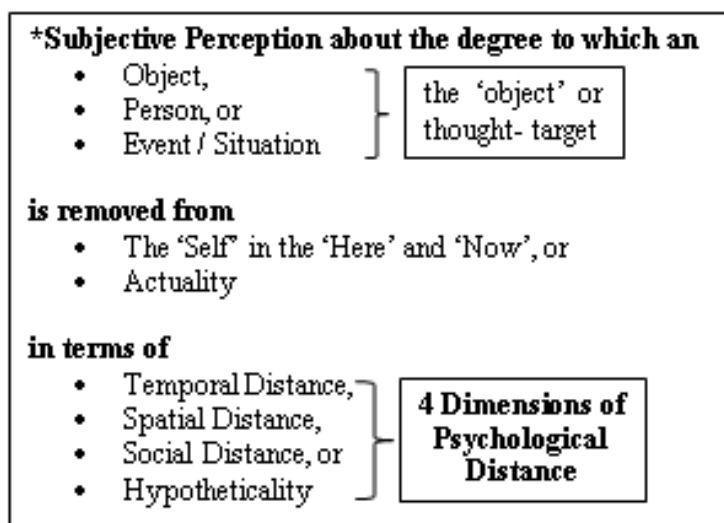 *Subjective Perception about the degree to which an
• Object,
• Person, or
• Event / Situation
the ‘object’ or
thought- target
is removed from
• The ‘Self’ in the ‘Here’ and ‘Now’, or
• Actuality
in terms of
• Temporal Distance,
• Spatial Distance,
• Social Distance, or
• Hypotheticality
4 Dimensions of
Psychological
Distance